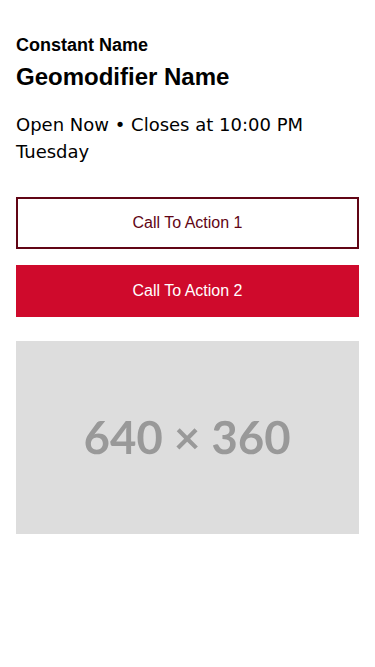 Constant Name
Geomodifier Name
Open Now • Closes at 10:00 PM
Tuesday
Call To Action 1
Call To Action 2
640 × 360